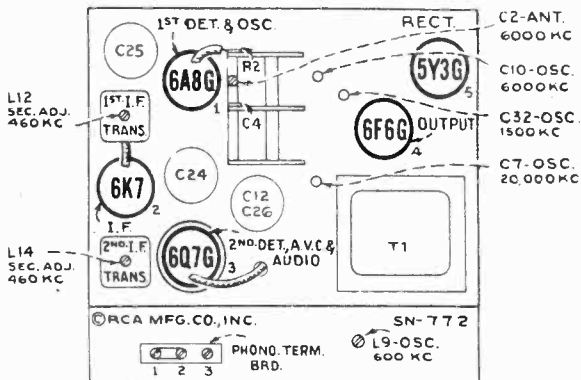 1ST DET. & OSC.
RECT.
C2-ANT.
6000 KC
C25
6A8G
1
R2
C4
5Y3G
5
C10-OSC.
6000 KC
L12
SEC. ADJ.
460 KC
1ST I.F.
TRANS.
C32-OSC.
1500 KC
6F6G
OUTPUT
4
6K7
2
I.F.
C24
C12
C26
C7-OSC.
20,000 KC
L14
SEC. ADJ.
460 KC
2ND. I.F.
TRANS.
6Q7G
3
2ND. DET., A.V.C &
AUDIO
T1
©RCA MFG. CO., INC.
SN-772
PHONO. TERM.
BRD.
1 2 3
L9-OSC.
600 KC